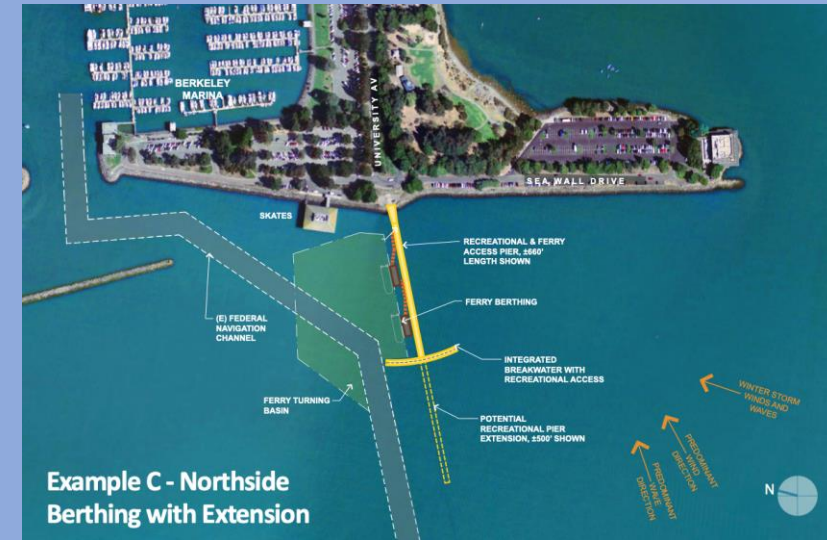 BERKELEY
MARINA
UNIVERSITY AV
SEA WALL DRIVE
SKATES
RECREATIONAL & FERRY
ACCESS PIER, ±660'
LENGTH SHOWN
FERRY BERTHING
(E) FEDERAL
NAVIGATION
CHANNEL
INTEGRATED
BREAKWATER WITH
RECREATIONAL ACCESS
FERRY TURNING
BASIN
POTENTIAL
RECREATIONAL PIER
EXTENSION, ±500' SHOWN
WINTER STORM
WINDS AND
WAVES
PREDOMINANT
WIND
DIRECTION
PREDOMINANT
WAVE
DIRECTION
N
Example C - Northside
Berthing with Extension